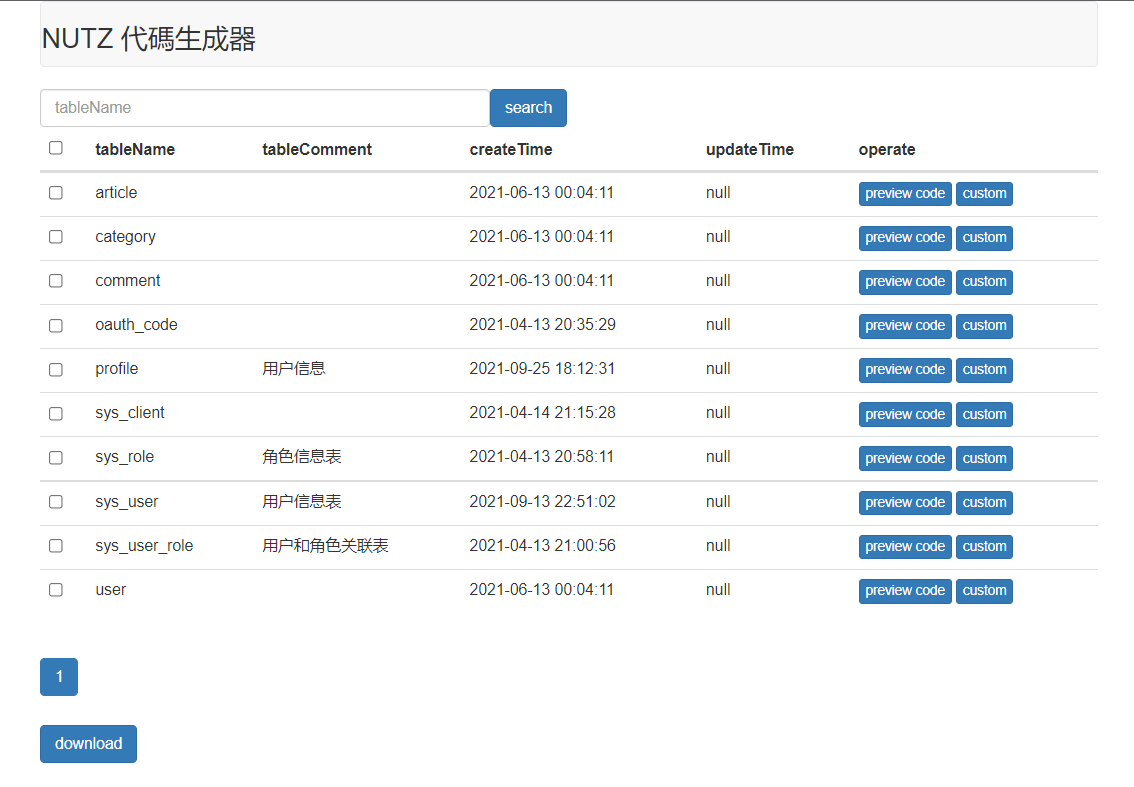 NUTZ 代碼生成器
tableName search
tableName tableComment createTime updateTime operate
article 2021-06-13 00:04:11 null preview code custom
category 2021-06-13 00:04:11 null preview code custom
comment 2021-06-13 00:04:11 null preview code custom
oauth_code 2021-04-13 20:35:29 null preview code custom
profile 用户信息 2021-09-25 18:12:31 null preview code custom
sys_client 2021-04-14 21:15:28 null preview code custom
sys_role 角色信息表 2021-04-13 20:58:11 null preview code custom
sys_user 用户信息表 2021-09-13 22:51:02 null preview code custom
sys_user_role 用户和角色关联表 2021-04-13 21:00:56 null preview code custom
user 2021-06-13 00:04:11 null preview code custom
1
download